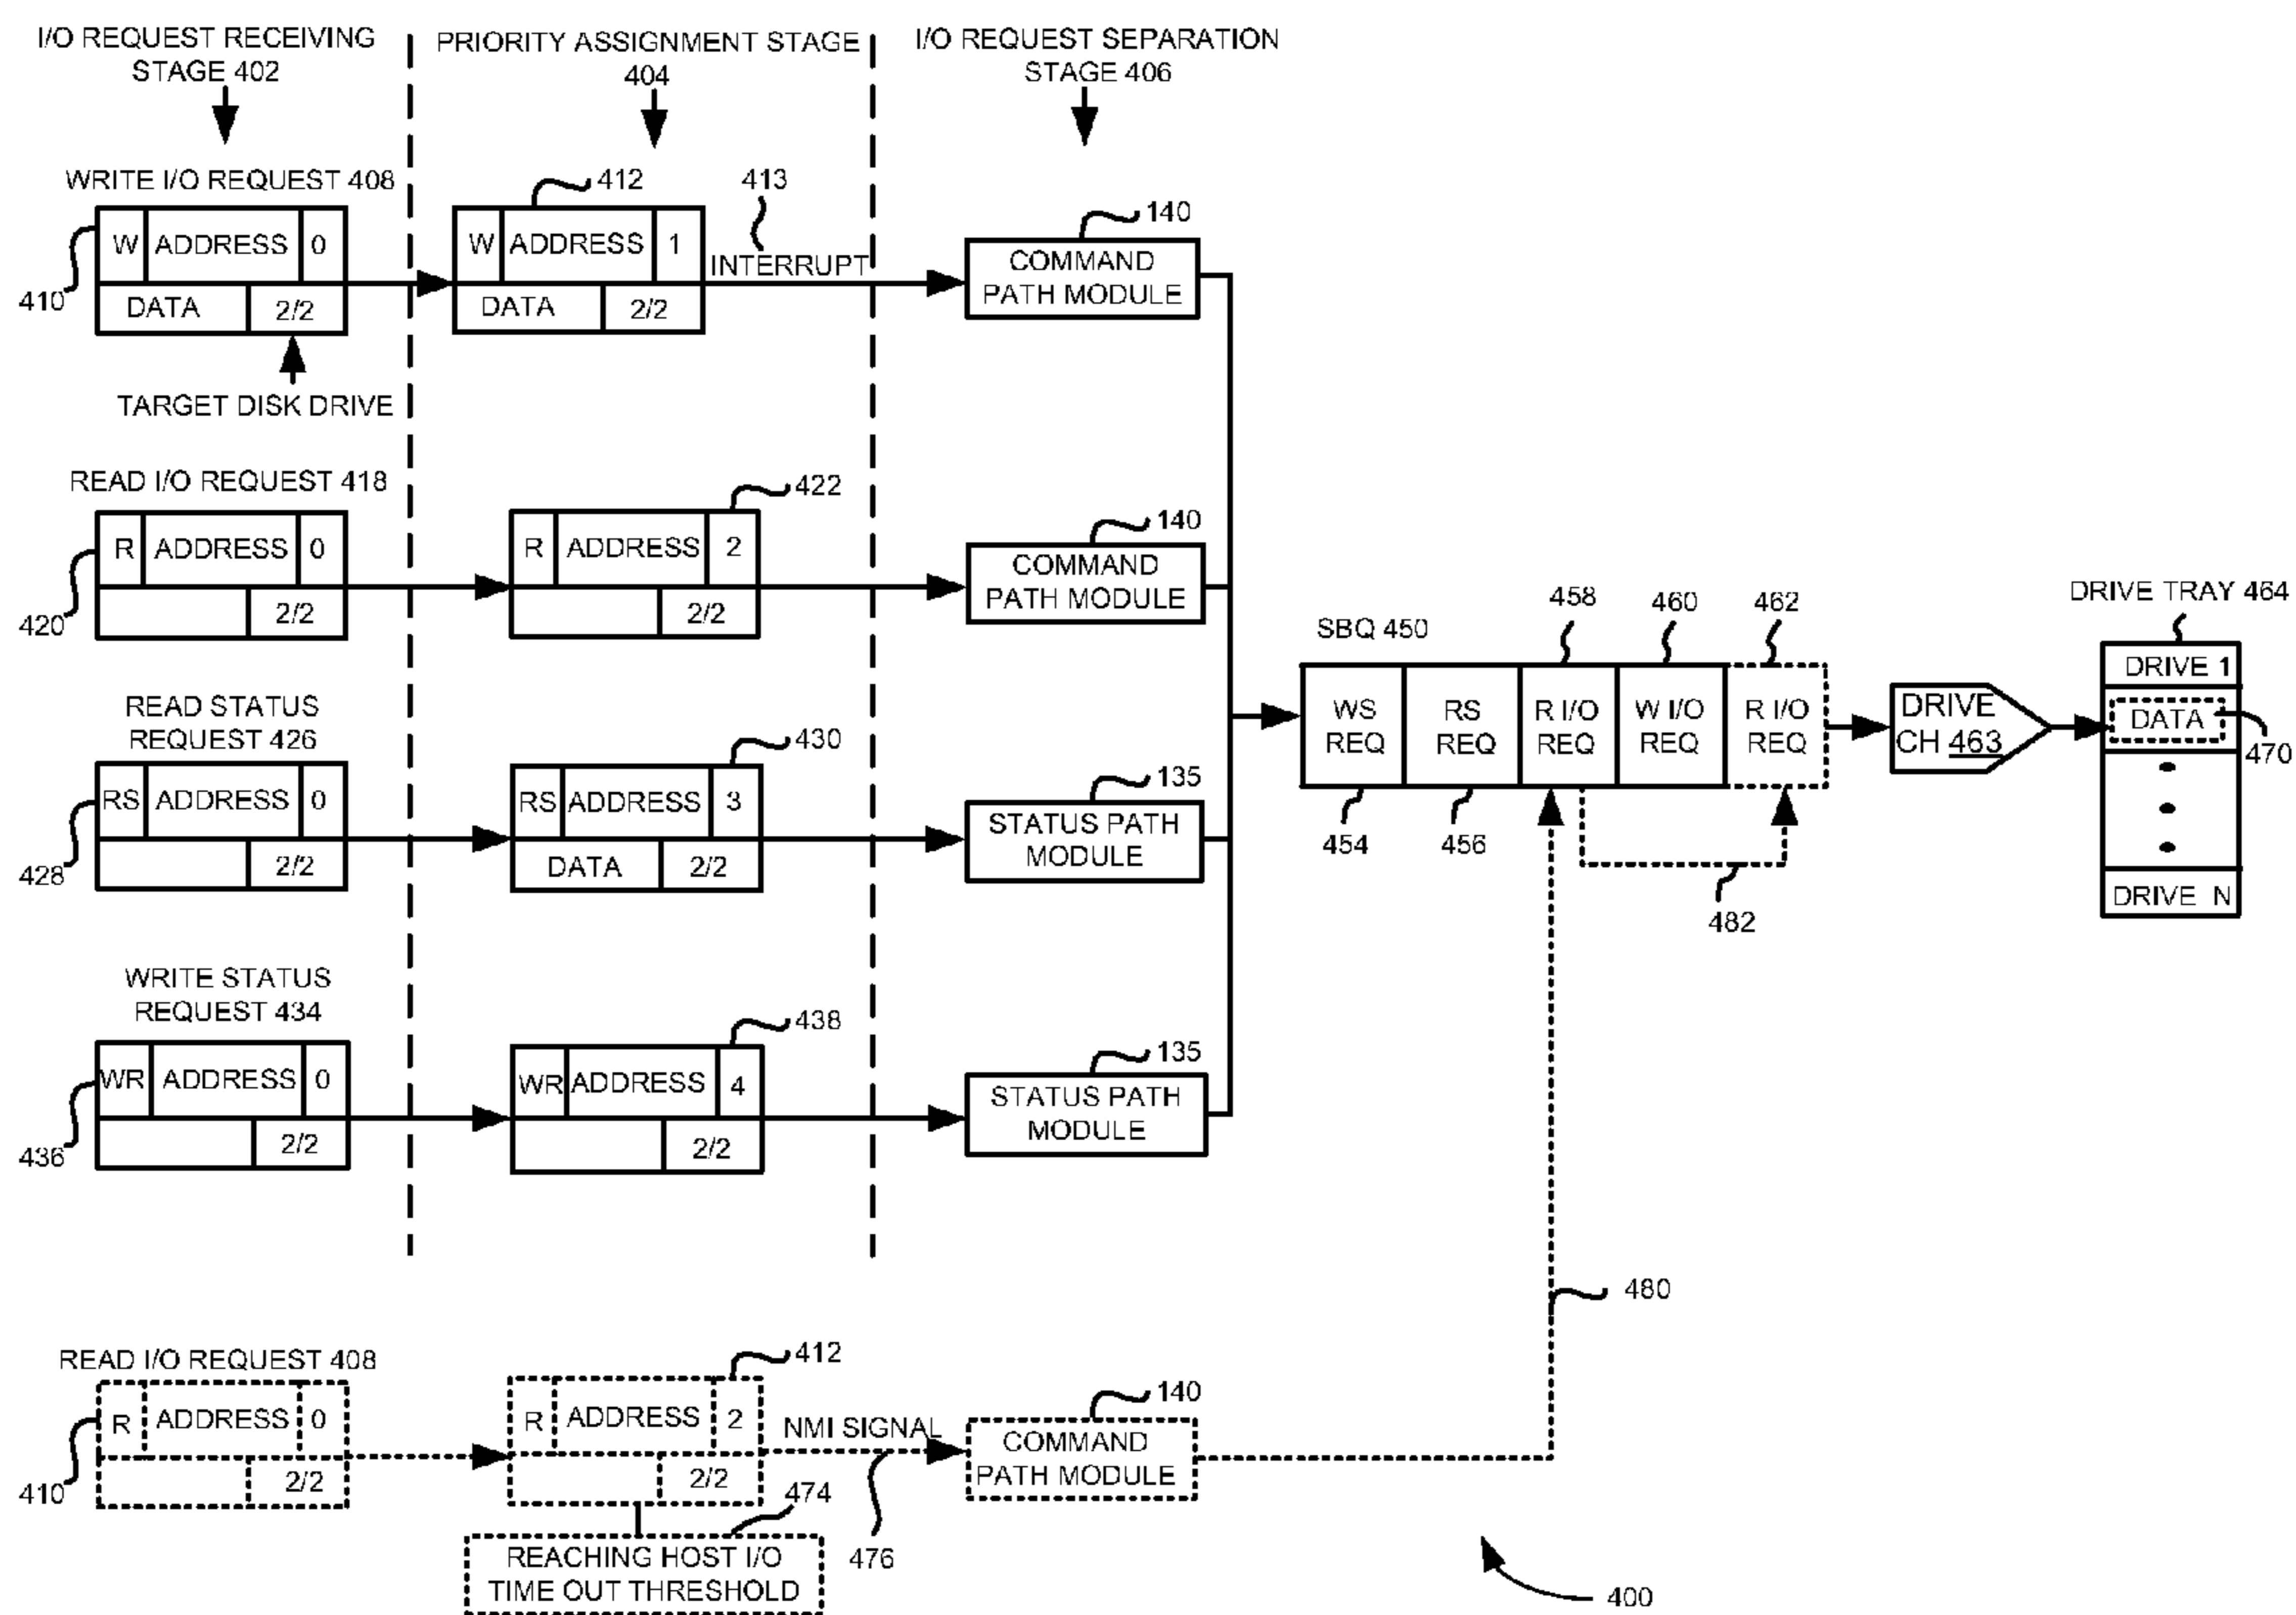 I/O REQUEST RECEIVING
STAGE 402
PRIORITY ASSIGNMENT STAGE
404
I/O REQUEST SEPARATION
STAGE 406
WRITE I/O REQUEST 408
W ADDRESS 0
DATA 2/2
410
TARGET DISK DRIVE
412
W ADDRESS 1
DATA 2/2
413
INTERRUPT
140
COMMAND
PATH MODULE
READ I/O REQUEST 418
R ADDRESS 0
2/2
420
422
R ADDRESS 2
2/2
140
COMMAND
PATH MODULE
READ STATUS
REQUEST 426
RS ADDRESS 0
2/2
428
430
RS ADDRESS 3
DATA 2/2
135
STATUS PATH
MODULE
WRITE STATUS
REQUEST 434
WR ADDRESS 0
2/2
436
438
WR ADDRESS 4
2/2
135
STATUS PATH
MODULE
SBQ 450
458
460
462
WS
REQ
RS
REQ
R I/O
REQ
W I/O
REQ
R I/O
REQ
454
456
482
DRIVE
CH 463
DRIVE TRAY 464
DRIVE 1
DATA
470
DRIVE N
480
READ I/O REQUEST 408
R ADDRESS 0
2/2
410
412
R ADDRESS 2
2/2
474
REACHING HOST I/O
TIME OUT THRESHOLD
NMI SIGNAL
476
140
COMMAND
PATH MODULE
400